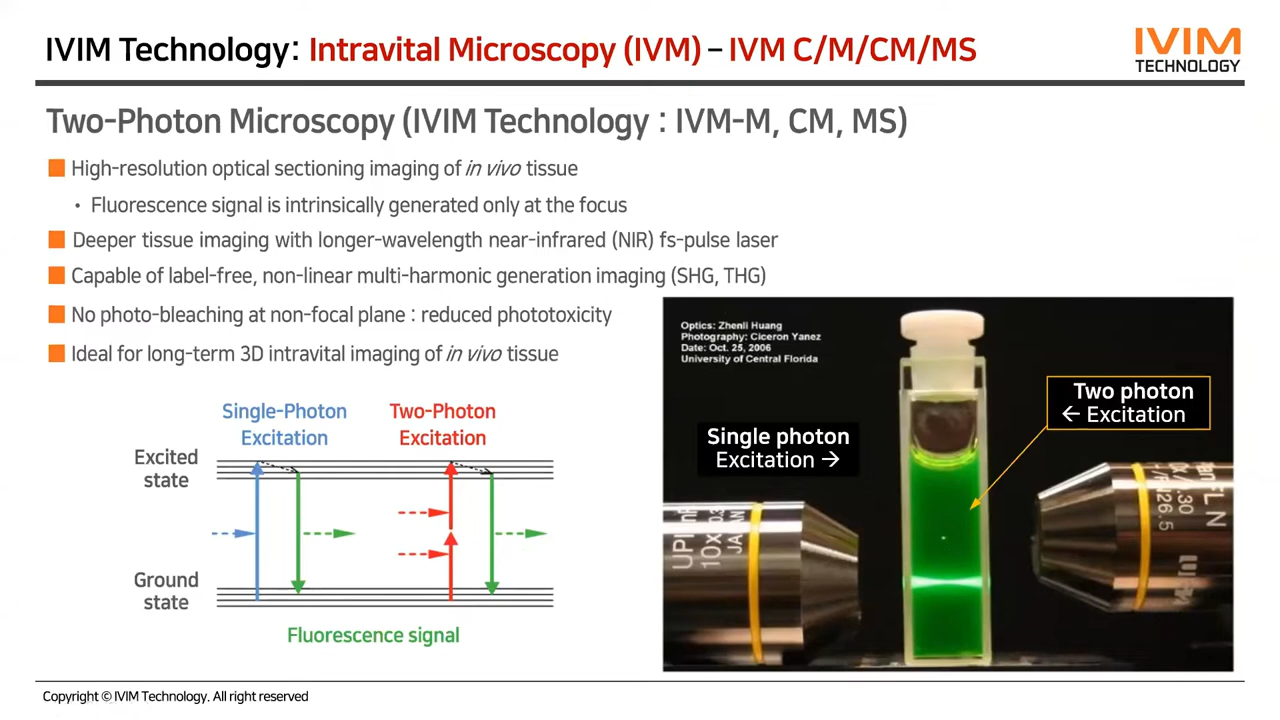 IVIM Technology: Intravital Microscopy (IVM) – IVM C/M/CM/MS
IVIM
TECHNOLOGY
Two-Photon Microscopy (IVIM Technology : IVM-M, CM, MS)
High-resolution optical sectioning imaging of in vivo tissue
• Fluorescence signal is intrinsically generated only at the focus
Deeper tissue imaging with longer-wavelength near-infrared (NIR) fs-pulse laser
Capable of label-free, non-linear multi-harmonic generation imaging (SHG, THG)
No photo-bleaching at non-focal plane : reduced phototoxicity
Ideal for long-term 3D intravital imaging of in vivo tissue
Single-Photon
Excitation
Two-Photon
Excitation
Excited
state
Ground
state
Fluorescence signal
Optics: Zhenli Huang
Photography: Ciceron Yanez
Date: Oct. 25, 2006
University of Central Florida
Single photon
Excitation →
Two photon
← Excitation
10x
FL N
26.5
Copyright © IVIM Technology. All right reserved